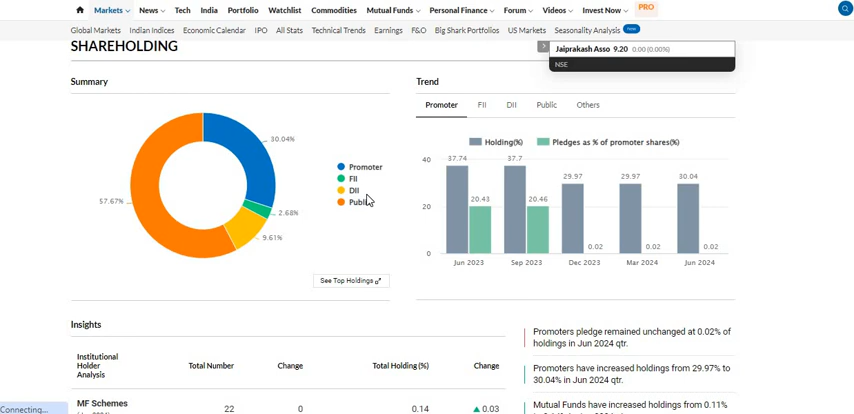 Markets News Tech India Portfolio Watchlist Commodities Mutual Funds Personal Finance Forum Videos Invest Now PRO
Global Markets Indian Indices Economic Calendar IPO All Stats Technical Trends Earnings F&O Big Shark Portfolios US Markets Seasonality Analysis
SHAREHOLDING
Jaiprakash Asso 9.20 0.00 (0.00%)
NSE
Summary
30.04%
2.68%
9.61%
57.67%
Promoter
FII
DII
Public
See Top Holdings
Trend
Promoter FII DII Public Others
Holding(%) Pledges as % of promoter shares(%)
40
20
0
37.74 37.7 29.97 29.97 30.04
20.43 20.46 0.02 0.02 0.02
Jun 2023 Sep 2023 Dec 2023 Mar 2024 Jun 2024
Insights
Institutional
Holder
Analysis
Total Number Change Total Holding (%) Change
MF Schemes
22 0 0.14 0.03
Promoters pledge remained unchanged at 0.02% of
holdings in Jun 2024 qtr.
Promoters have increased holdings from 29.97% to
30.04% in Jun 2024 qtr.
Mutual Funds have increased holdings from 0.11%
Connecting...